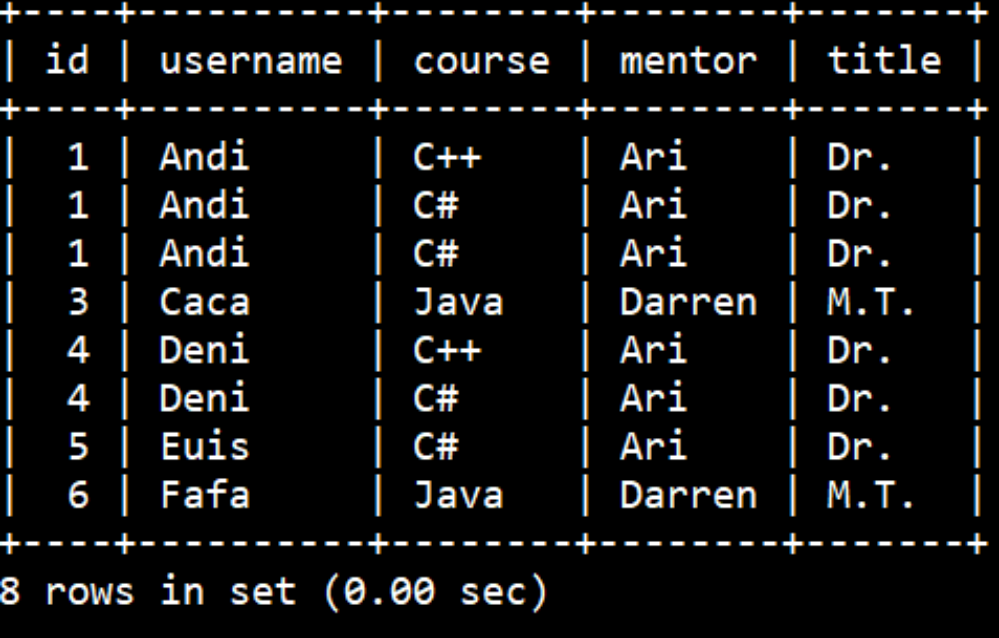 +----+----------+--------+--------+-------+
| id | username | course | mentor | title |
+----+----------+--------+--------+-------+
|  1 | Andi     | C++    | Ari    | Dr.   |
|  1 | Andi     | C#     | Ari    | Dr.   |
|  1 | Andi     | C#     | Ari    | Dr.   |
|  3 | Caca     | Java   | Darren | M.T.  |
|  4 | Deni     | C++    | Ari    | Dr.   |
|  4 | Deni     | C#     | Ari    | Dr.   |
|  5 | Euis     | C#     | Ari    | Dr.   |
|  6 | Fafa     | Java   | Darren | M.T.  |
+----+----------+--------+--------+-------+
8 rows in set (0.00 sec)